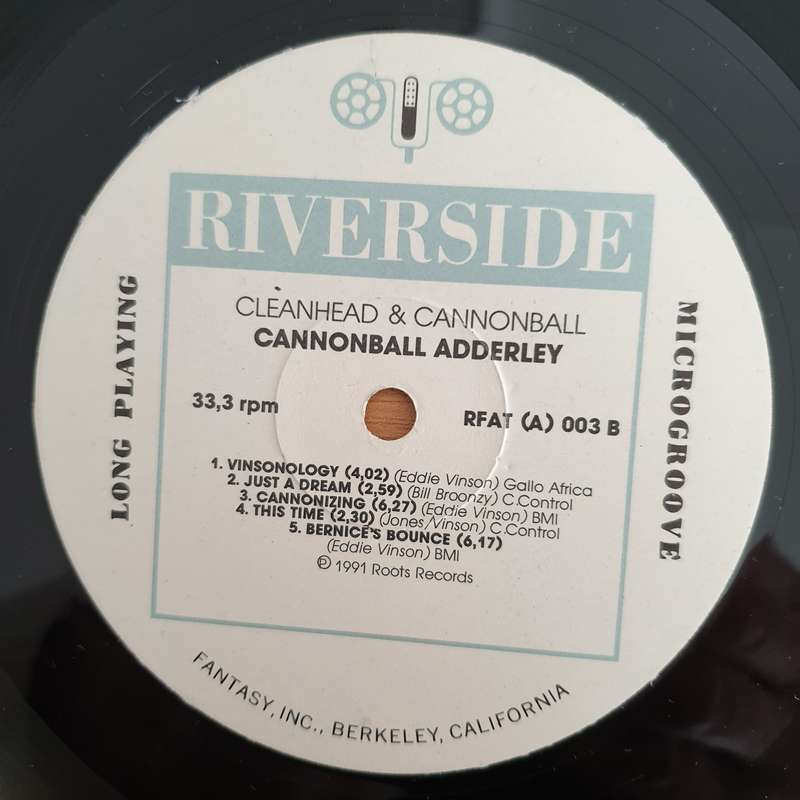 RIVERSIDE
CLEANHEAD & CANNONBALL
CANNONBALL ADDERLEY
33,3 rpm
RFAT (A) 003 B
LONG PLAYING
MICROGROOVE
1. VINSONOLOGY (4,02) (Eddie Vinson) Gallo Africa
2. JUST A DREAM (2,59) (Bill Broonzy) C.Control
3. CANNONIZING (6,27) (Eddie Vinson) BMI
4. THIS TIME (2,30) (Jones/Vinson) C.Control
5. BERNICE'S BOUNCE (6,17)
(Eddie Vinson) BMI
℗ 1991 Roots Records
FANTASY, INC., BERKELEY, CALIFORNIA